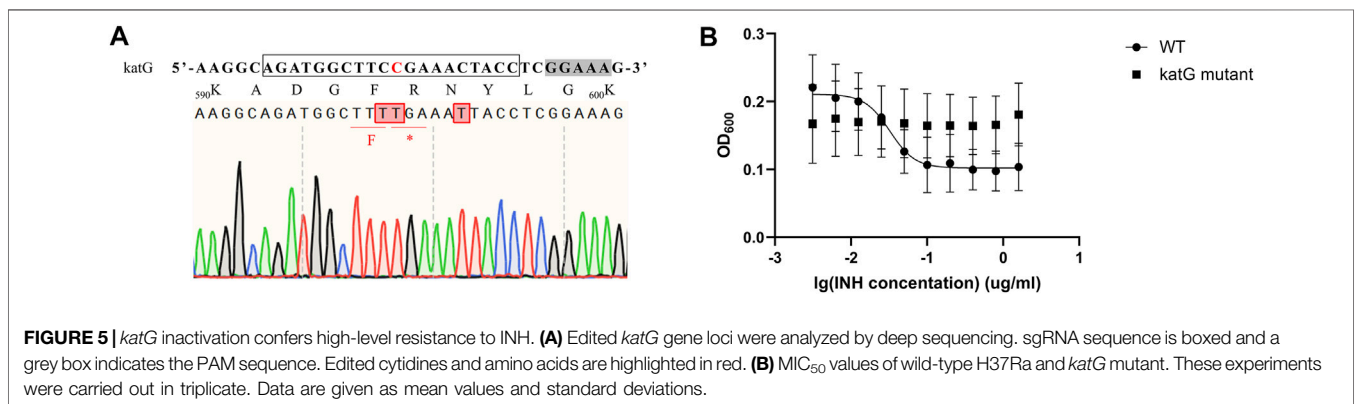 A
katG 5'-AAGGCAGATGGCTTCCGAAACTACCTCGGAAAG-3'
590K A D G F R N Y L G 600K
AAGGCAGATGGCTTTTGAAATTACCTCGGAAAG
F *
B
0.3
0.2
0.1
0.0
OD600
-3 -2 -1 0 1
lg(INH concentation) (ug/ml)
WT
katG mutant
FIGURE 5 | katG inactivation confers high-level resistance to INH. (A) Edited katG gene loci were analyzed by deep sequencing. sgRNA sequence is boxed and a
grey box indicates the PAM sequence. Edited cytidines and amino acids are highlighted in red. (B) MIC50 values of wild-type H37Ra and katG mutant. These experiments
were carried out in triplicate. Data are given as mean values and standard deviations.